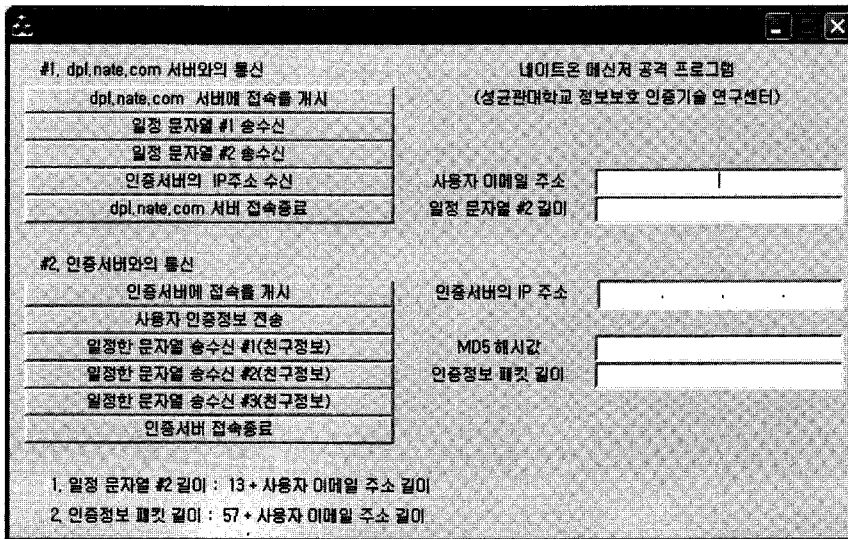 #1, dpl.nate.com 서버와의 통신
dpl.nate.com 서버에 접속을 개시
일정 문자열 #1 송수신
일정 문자열 #2 송수신
인증서버의 IP주소 수신
dpl.nate.com 서버 접속종료
#2, 인증서버와의 통신
인증서버에 접속을 개시
사용자 인증정보 전송
일정한 문자열 송수신 #1(친구정보)
일정한 문자열 송수신 #2(친구정보)
일정한 문자열 송수신 #3(친구정보)
인증서버 접속종료
네이트온 메신저 공격 프로그램
(성균관대학교 정보보호 인증기술 연구센터)
사용자 이메일 주소
일정 문자열 #2 길이
인증서버의 IP 주소
MD5 해시값
인증정보 패킷 길이
1, 일정 문자열 #2 길이 : 13 + 사용자 이메일 주소 길이
2, 인증정보 패킷 길이 : 57 + 사용자 이메일 주소 길이